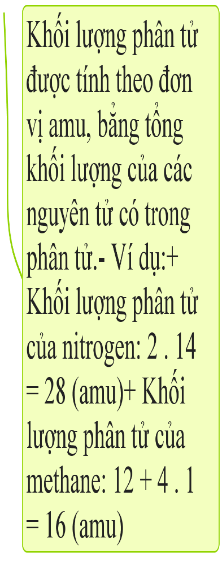 Khối lượng phân tử
được tính theo đơn
vị amu, bằng tổng
khối lượng của các
nguyên tử có trong
phân tử.- Ví dụ:+
Khối lượng phân tử
của nitrogen: 2 . 14
= 28 (amu)+ Khối
lượng phân tử của
methane: 12 + 4 . 1
= 16 (amu)